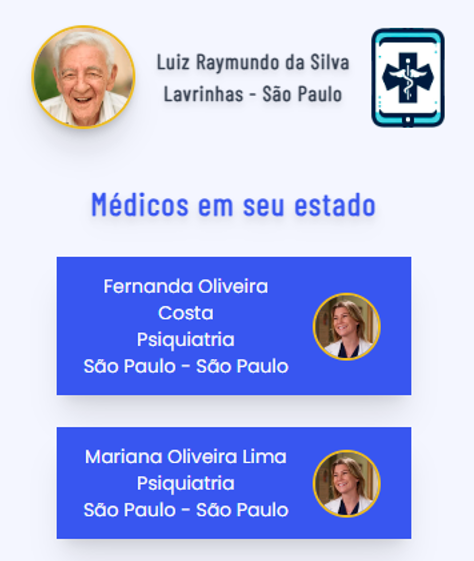 Luiz Raymundo da Silva
Lavrinhas - São Paulo
Médicos em seu estado
Fernanda Oliveira
Costa
Psiquiatria
São Paulo - São Paulo
Mariana Oliveira Lima
Psiquiatria
São Paulo - São Paulo